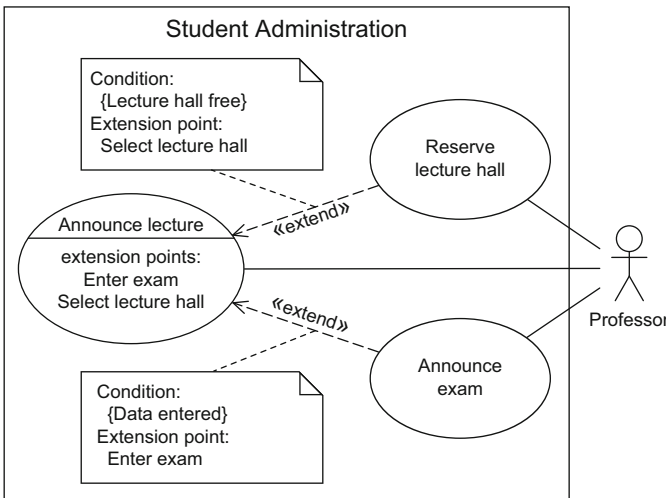 Student Administration
Condition:
{Lecture hall free}
Extension point:
Select lecture hall
Reserve
lecture hall
«extend»
Announce lecture
extension points:
Enter exam
Select lecture hall
Professor
«extend»
Announce
exam
Condition:
{Data entered}
Extension point:
Enter exam